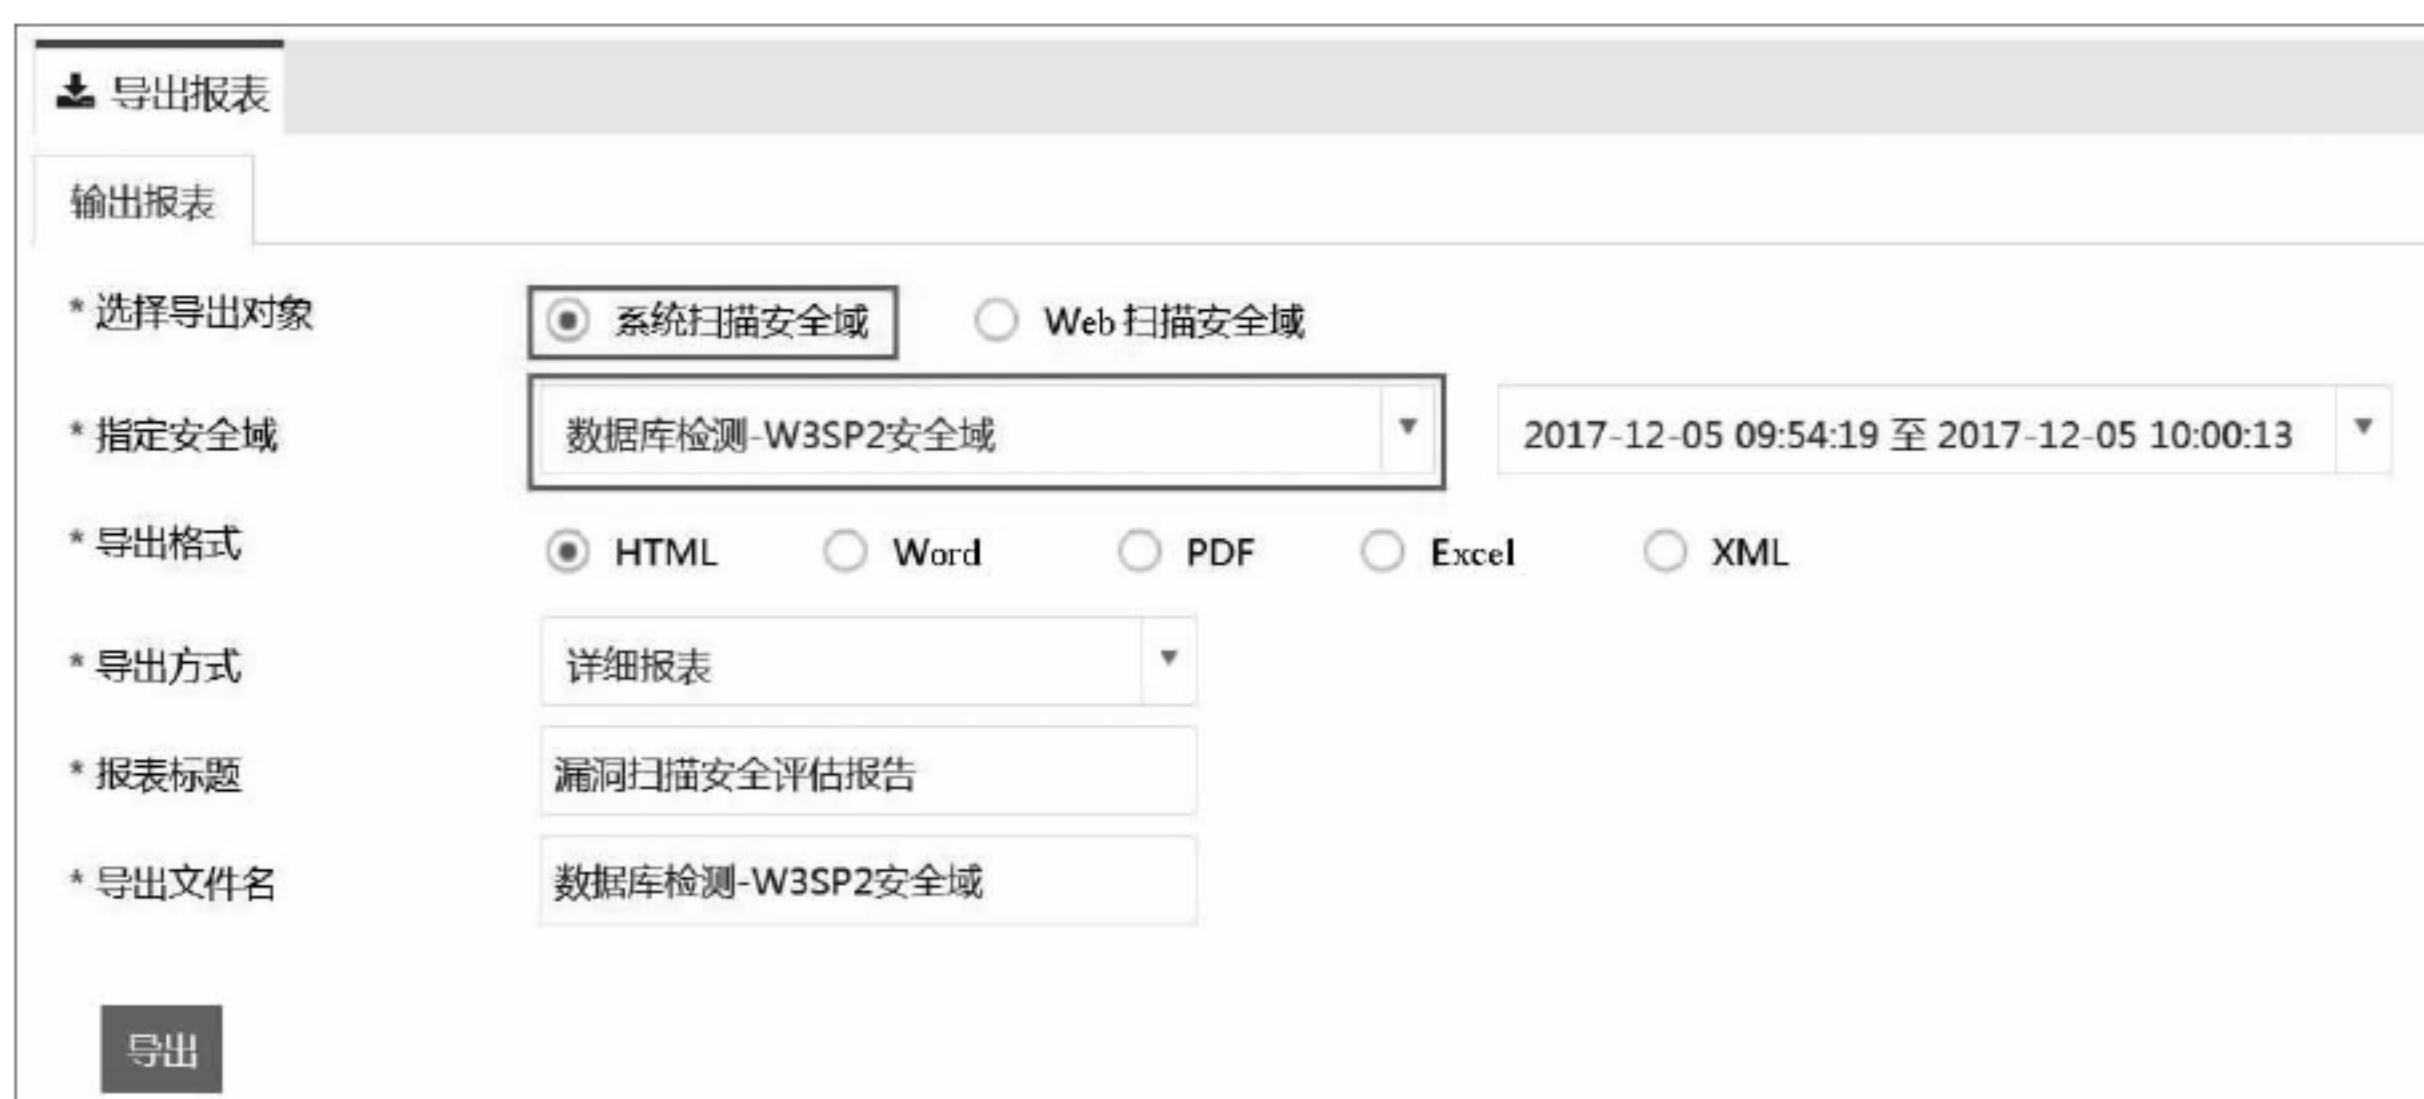 导出报表
输出报表
* 选择导出对象 系统扫描安全域 Web 扫描安全域
* 指定安全域 数据库检测-W3SP2安全域 2017-12-05 09:54:19 至 2017-12-05 10:00:13
* 导出格式 HTML Word PDF Excel XML
* 导出方式 详细报表
* 报表标题 漏洞扫描安全评估报告
* 导出文件名 数据库检测-W3SP2安全域
导出